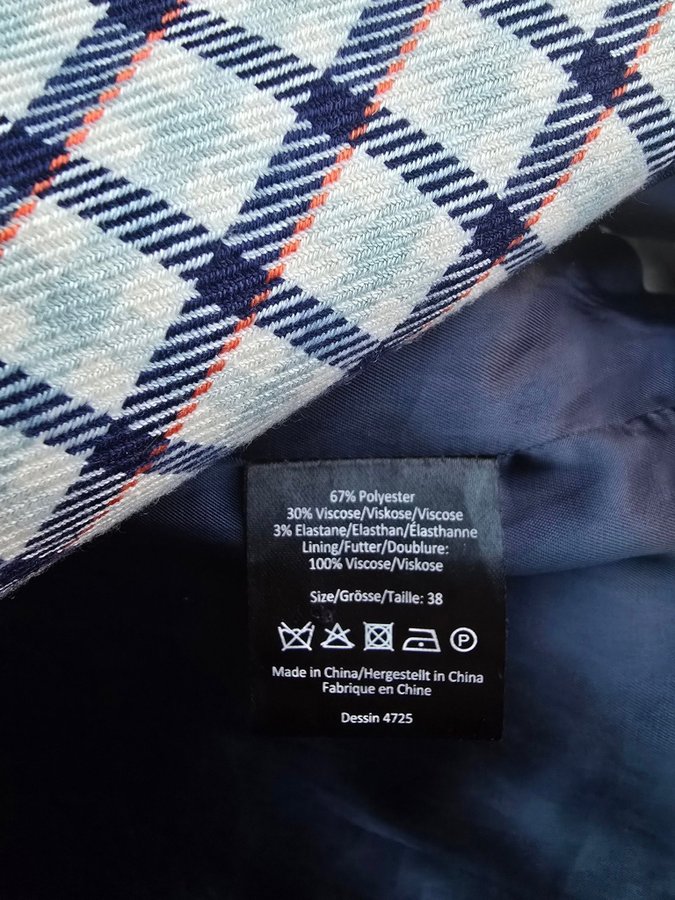 67% Polyester
30% Viscose/Viskose/Viscose
3% Elastane/Elasthan/Élasthanne
Lining/Futter/Doublure:
100% Viscose/Viskose
Size/Grösse/Taille: 38
P
Made in China/Hergestellt in China
Fabrique en Chine
Dessin 4725